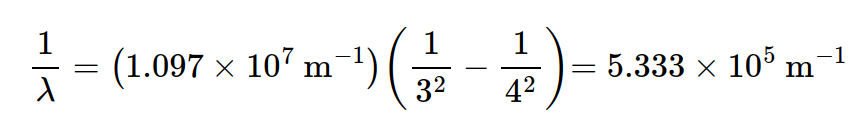 1/λ = (1.097 × 10⁷ m⁻¹)(1/3² − 1/4²) = 5.333 × 10⁵ m⁻¹